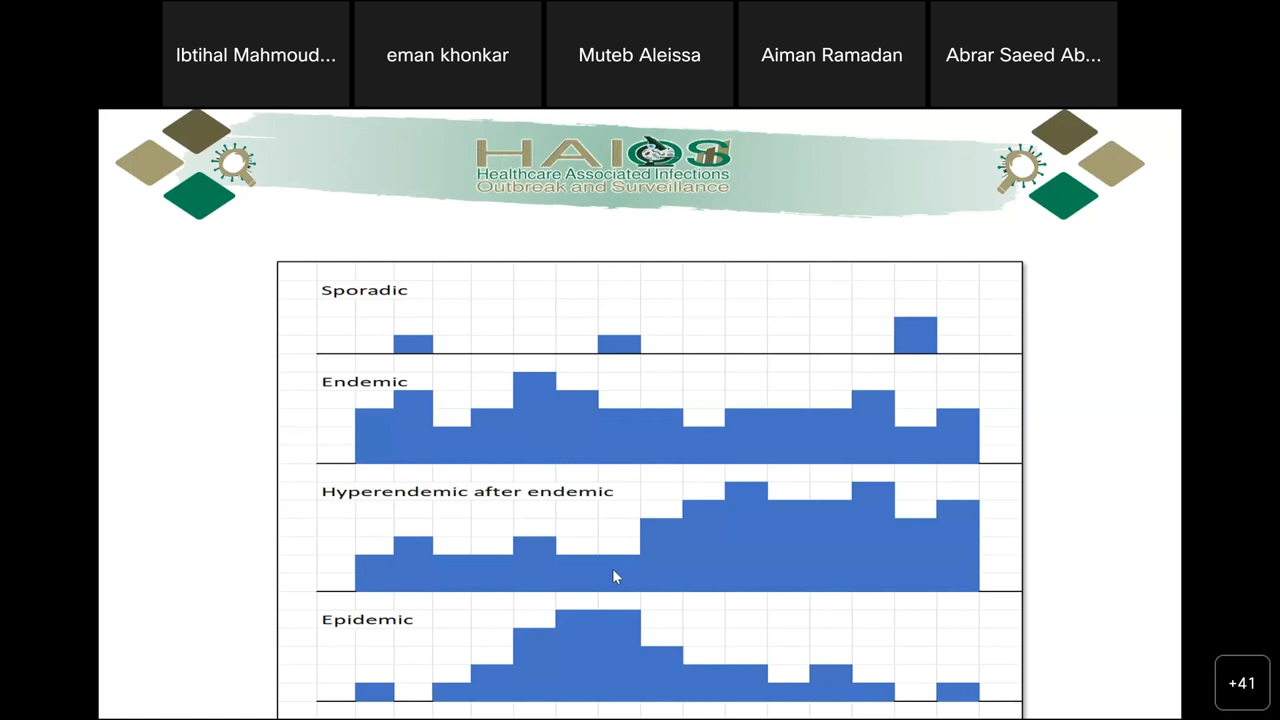 Ibtihal Mahmoud...
eman khonkar
Muteb Aleissa
Aiman Ramadan
Abrar Saeed Ab...
HAIOS
Healthcare Associated Infections
Outbreak and Surveillance
Sporadic
Endemic
Hyperendemic after endemic
Epidemic
+41